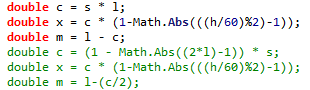 double c = s * l;
double x = c * (1-Math.Abs(((h/60)%2)-1));
double m = l - c;
double c = (1 - Math.Abs((2*l)-1)) * s;
double x = c * (1-Math.Abs(((h/60)%2)-1));
double m = l-(c/2);